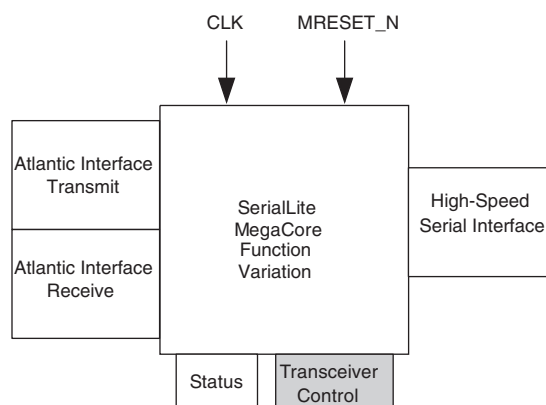 CLK
MRESET_N
Atlantic Interface
Transmit
Atlantic Interface
Receive
SerialLite
MegaCore
Function
Variation
High-Speed
Serial Interface
Status
Transceiver
Control